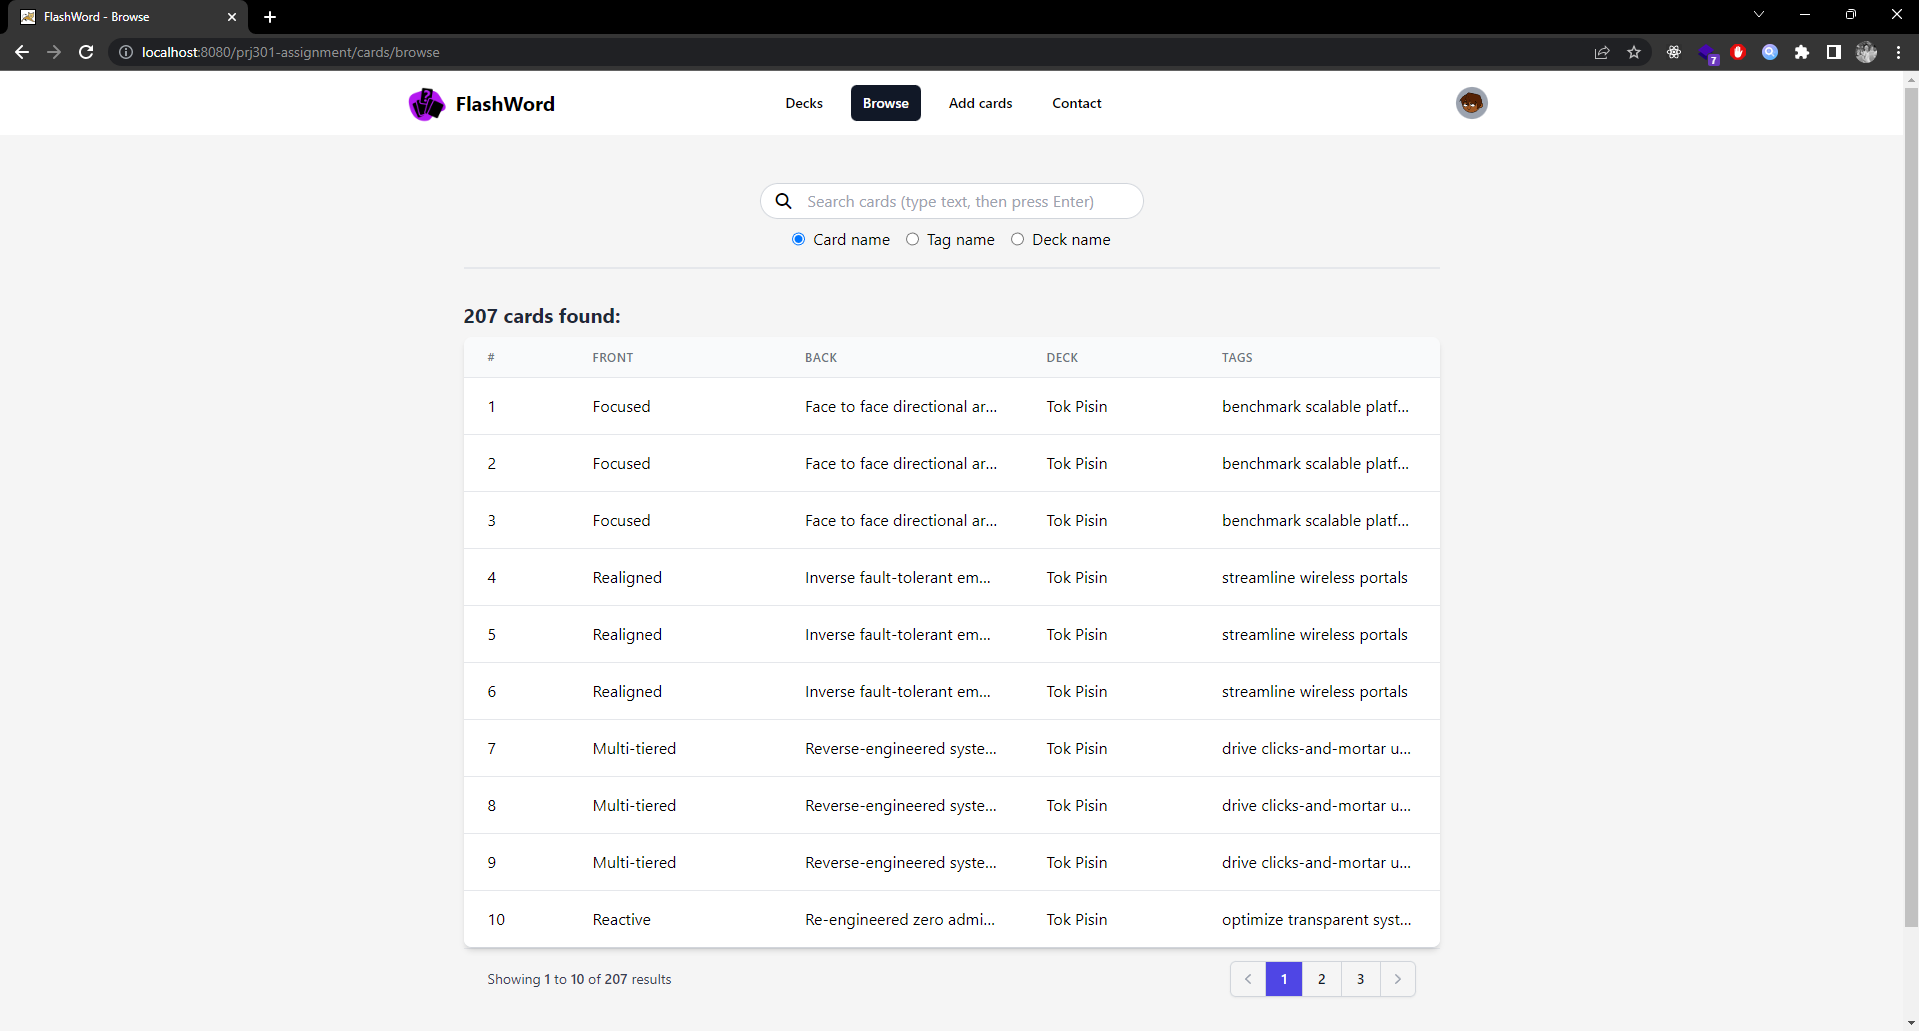 FlashWord - Browse
localhost:8080/prj301-assignment/cards/browse
7
FlashWord
Decks Browse Add cards Contact
Search cards (type text, then press Enter)
Card name Tag name Deck name
207 cards found:
# FRONT BACK DECK TAGS
1 Focused Face to face directional ar... Tok Pisin benchmark scalable platf...
2 Focused Face to face directional ar... Tok Pisin benchmark scalable platf...
3 Focused Face to face directional ar... Tok Pisin benchmark scalable platf...
4 Realigned Inverse fault-tolerant em... Tok Pisin streamline wireless portals
5 Realigned Inverse fault-tolerant em... Tok Pisin streamline wireless portals
6 Realigned Inverse fault-tolerant em... Tok Pisin streamline wireless portals
7 Multi-tiered Reverse-engineered syste... Tok Pisin drive clicks-and-mortar u...
8 Multi-tiered Reverse-engineered syste... Tok Pisin drive clicks-and-mortar u...
9 Multi-tiered Reverse-engineered syste... Tok Pisin drive clicks-and-mortar u...
10 Reactive Re-engineered zero admi... Tok Pisin optimize transparent syst...
Showing 1 to 10 of 207 results 1 2 3